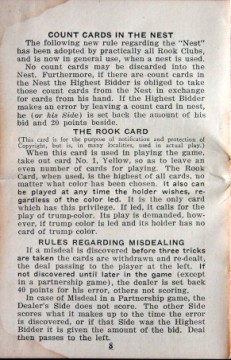 COUNT CARDS IN THE NEST
The following new rule regarding the "Nest"
has been adopted by practically all Rook Clubs,
and is now in general use, when a nest is used.
No count cards may be discarded into the
Nest. Furthermore, if there are count cards in
the Nest the Highest Bidder is obliged to take
those count cards from the Nest in exchange
for cards from his hand. If the Highest Bidder
makes an error by leaving a count card in nest,
he (or his Side) is set back the amount of his
bid and 20 points beside.
THE ROOK CARD
(This card is for the purpose of notification and protection of
Copyright, but is, in many localities, used in actual play.)
When this card is used in playing the game,
take out card No. 1, Yellow, so as to leave an
even number of cards for playing. The Rook
Card, when used, is the highest of all cards, no
matter what color has been chosen. It also can
be played at any time the holder wishes, re-
gardless of the color led. It is the only card
which has this privilege. If led, it calls for the
play of trump-color. Its play is demanded, how-
ever, if trump color is led and its holder has no
other of trump color.
RULES REGARDING MISDEALING
If a misdeal is discovered before three tricks
are taken the cards are withdrawn and re-dealt,
the deal passing to the player at the left. If
not discovered until later in the game (except
in a partnership game), the dealer is set back
40 points for his error, others not scoring.
In case of Misdeal in a Partnership game, the
Dealer's Side does not score. The other Side
scores what it makes up to the time the error
is discovered, or if that Side was the Highest
Bidder it is given the amount of bid. Deal
then passes to the left.